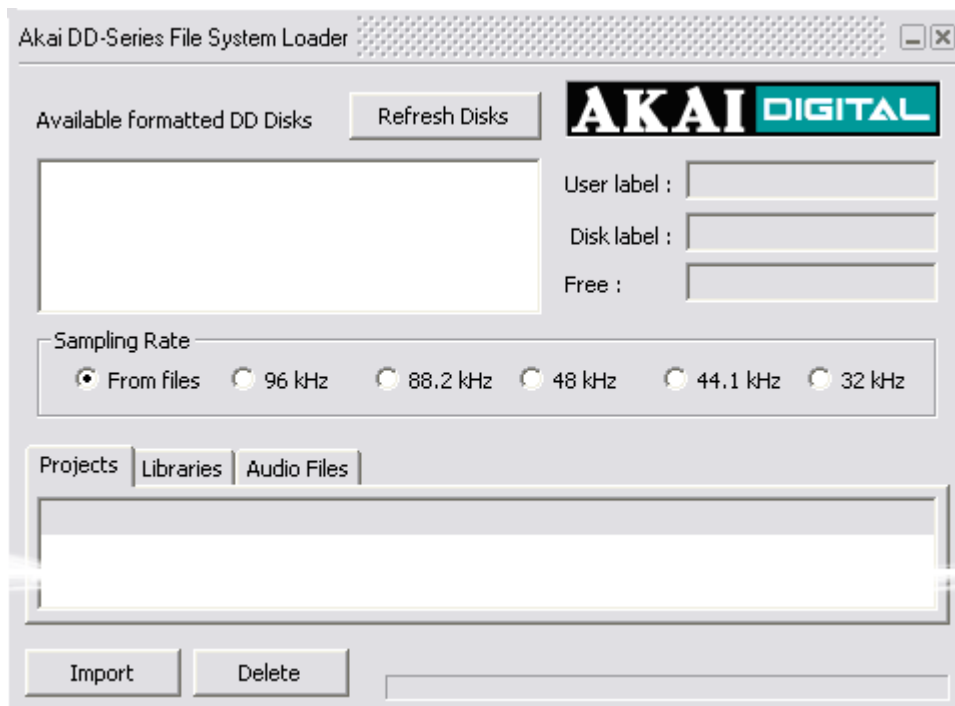 Akai DD-Series File System Loader
Available formatted DD Disks
Refresh Disks
AKAI DIGITAL
User label :
Disk label :
Free :
Sampling Rate
From files 96 kHz 88.2 kHz 48 kHz 44.1 kHz 32 kHz
Projects Libraries Audio Files
Import Delete